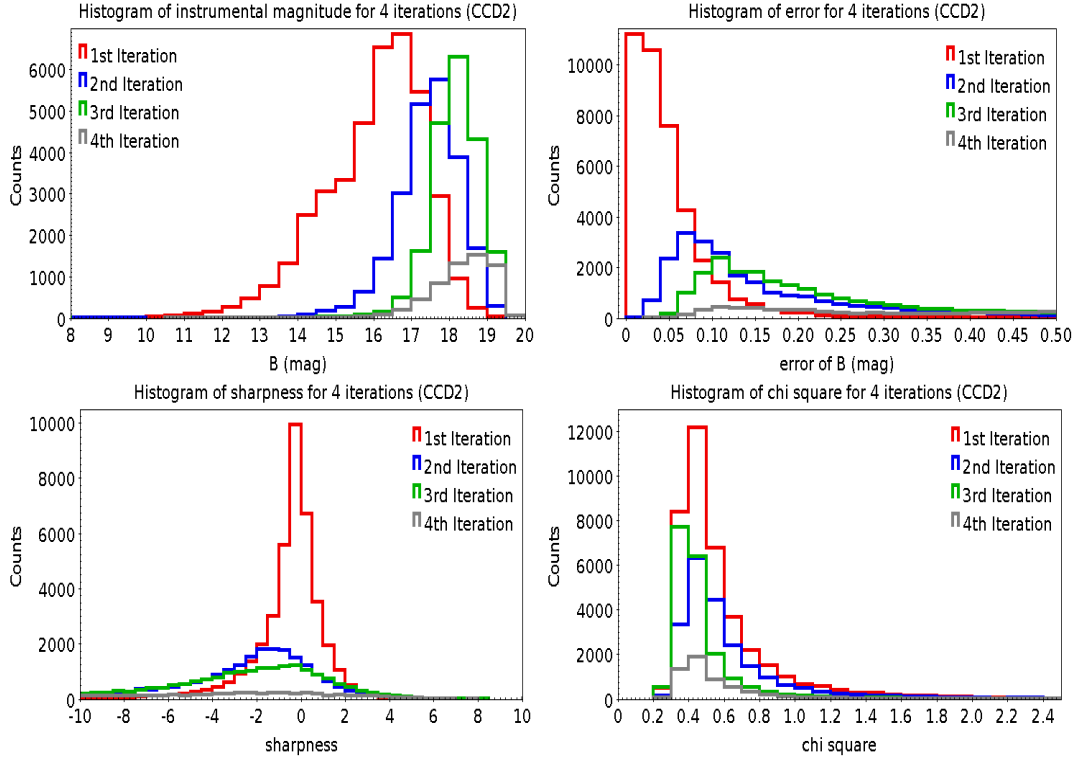 Histogram of instrumental magnitude for 4 iterations (CCD2)
Counts
6000
5000
4000
3000
2000
1000
0
1st Iteration
2nd Iteration
3rd Iteration
4th Iteration
8 9 10 11 12 13 14 15 16 17 18 19 20
B (mag)
Histogram of error for 4 iterations (CCD2)
Counts
10000
8000
6000
4000
2000
0
1st Iteration
2nd Iteration
3rd Iteration
4th Iteration
0 0.05 0.10 0.15 0.20 0.25 0.30 0.35 0.40 0.45 0.50
error of B (mag)
Histogram of sharpness for 4 iterations (CCD2)
Counts
10000
8000
6000
4000
2000
0
1st Iteration
2nd Iteration
3rd Iteration
4th Iteration
-10 -8 -6 -4 -2 0 2 4 6 8 10
sharpness
Histogram of chi square for 4 iterations (CCD2)
Counts
12000
10000
8000
6000
4000
2000
0
1st Iteration
2nd Iteration
3rd Iteration
4th Iteration
0 0.2 0.4 0.6 0.8 1.0 1.2 1.4 1.6 1.8 2.0 2.2 2.4
chi square